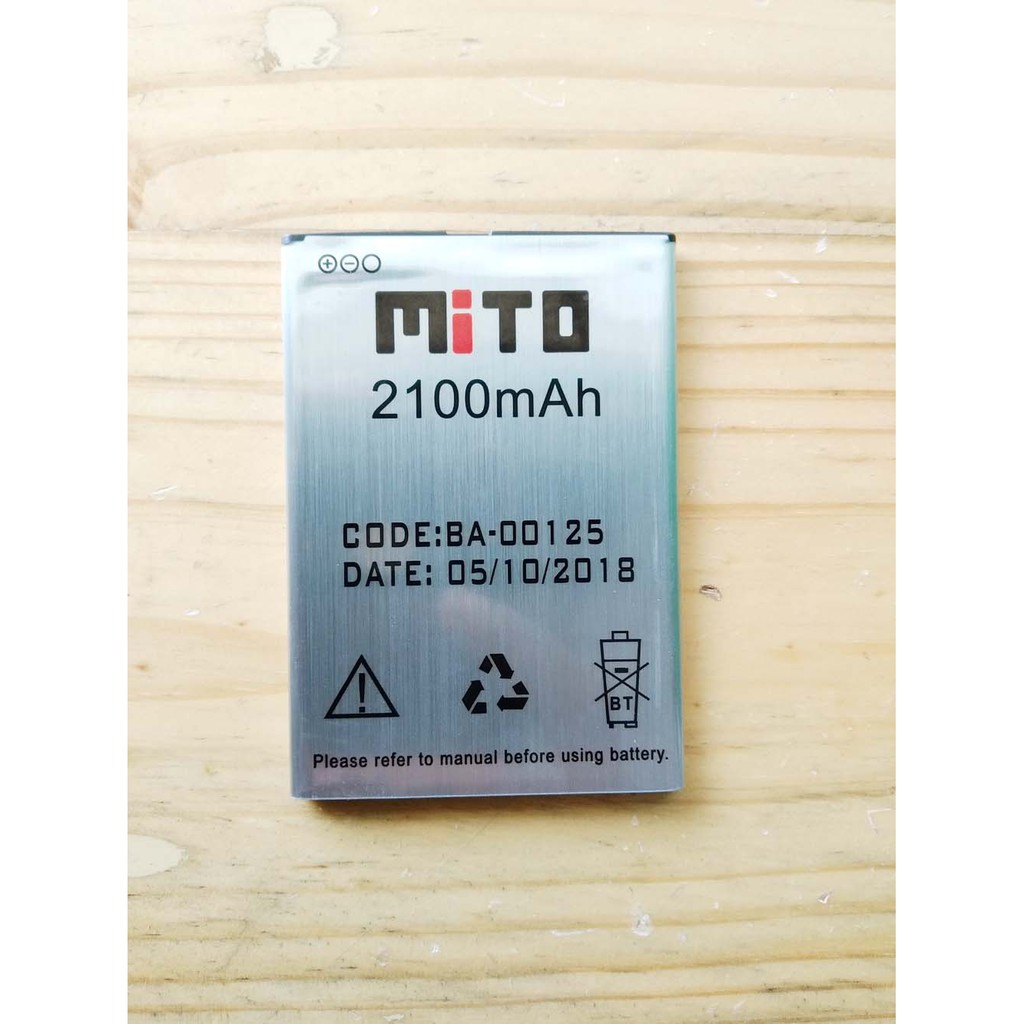 MiTO
2100mAh
CODE:BA-00125
DATE: 05/10/2018
BT
Please refer to manual before using battery.